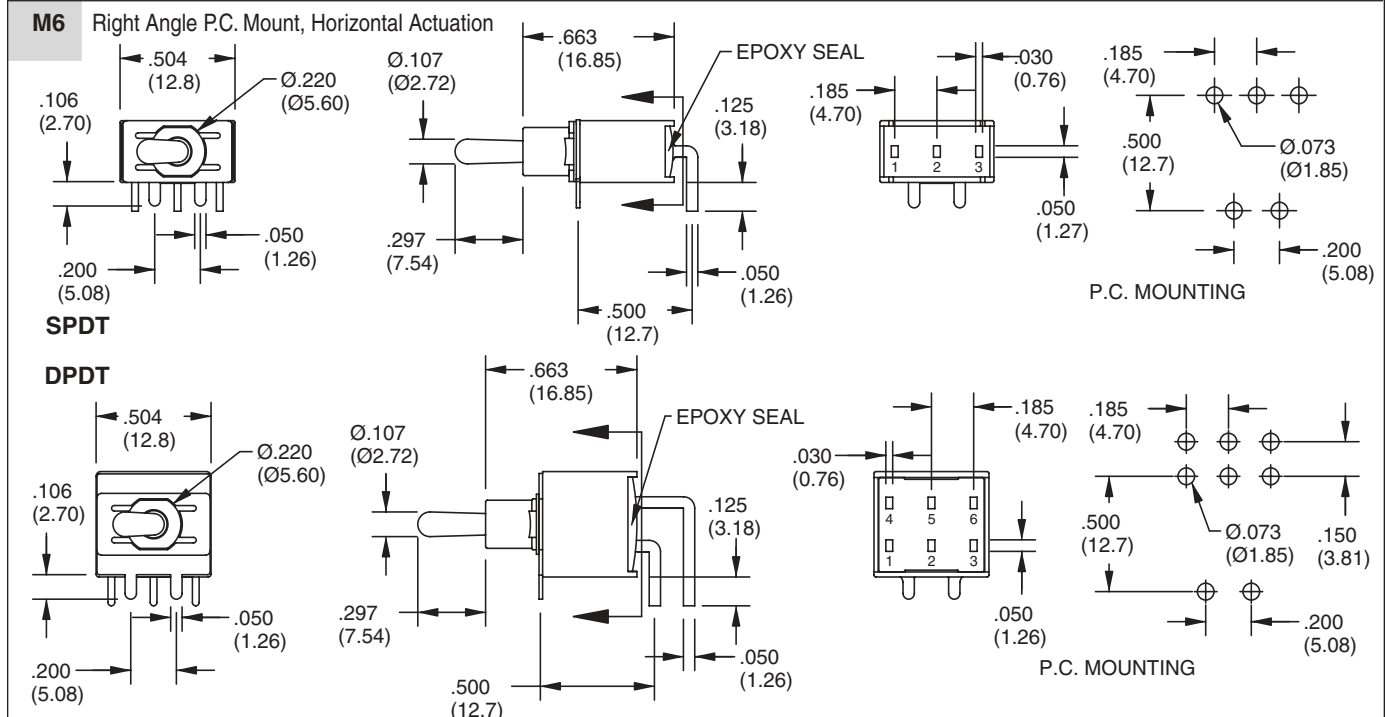 M6 Right Angle P.C. Mount, Horizontal Actuation
.504
(12.8)
Ø.220
(Ø5.60)
.106
(2.70)
.050
(1.26)
.200
(5.08)
SPDT
Ø.107
(Ø2.72)
.663
(16.85)
EPOXY SEAL
.125
(3.18)
.297
(7.54)
.050
(1.26)
.500
(12.7)
.030
(0.76)
.185
(4.70)
1 2 3
.050
(1.27)
.185
(4.70)
.500
(12.7)
Ø.073
(Ø1.85)
.200
(5.08)
P.C. MOUNTING
DPDT
.504
(12.8)
Ø.220
(Ø5.60)
.106
(2.70)
.050
(1.26)
.200
(5.08)
.663
(16.85)
Ø.107
(Ø2.72)
EPOXY SEAL
.125
(3.18)
.297
(7.54)
.050
(1.26)
.500
(12.7)
.185
(4.70)
.030
(0.76)
4 5 6
1 2 3
.050
(1.26)
.185
(4.70)
.500
(12.7)
Ø.073
(Ø1.85)
.150
(3.81)
.200
(5.08)
P.C. MOUNTING